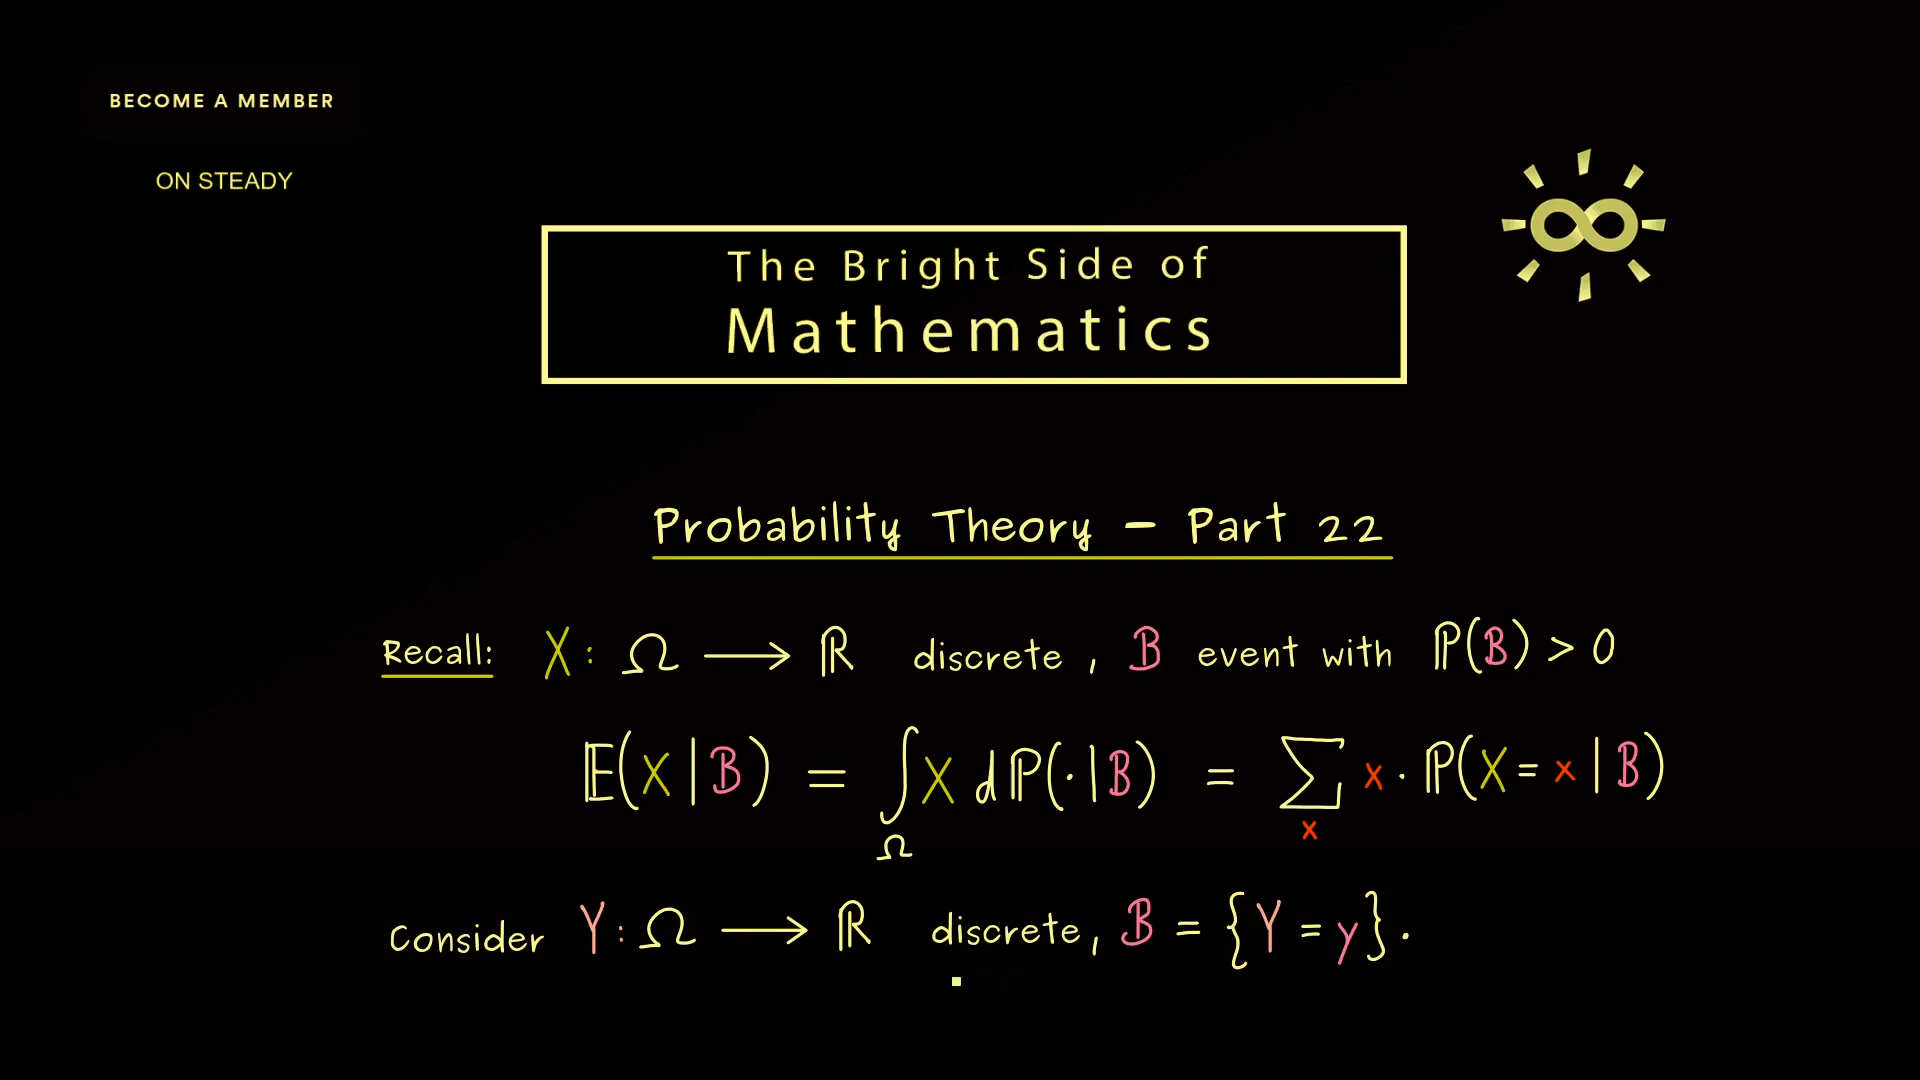 BECOME A MEMBER
ON STEADY
The Bright Side of
Mathematics
Probability Theory – Part 22
Recall: X : Ω ⟶ ℝ discrete , B event with ℙ(B) > 0
𝔼(X | B) = ∫_Ω X dℙ(· | B) = ∑_x x · ℙ(X = x | B)
Consider Y : Ω ⟶ ℝ discrete, B = {Y = y}.